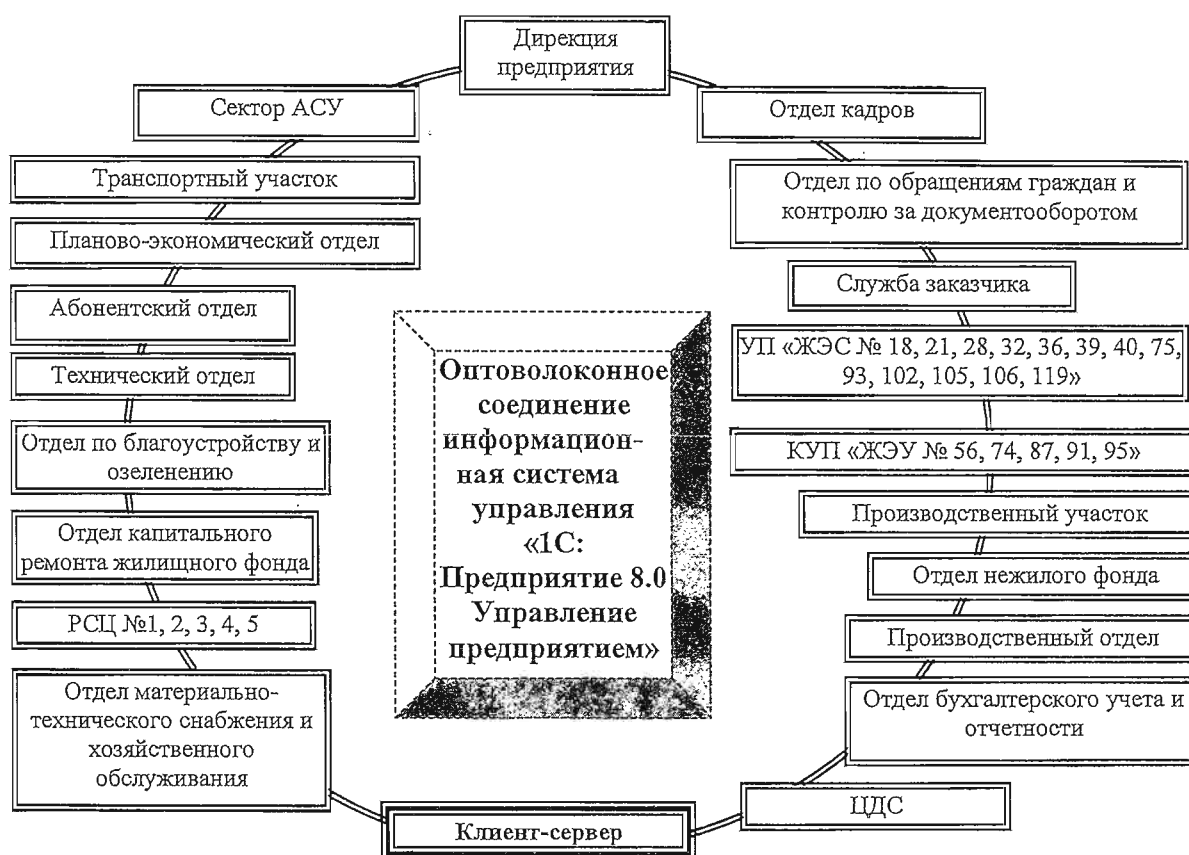 Дирекция
предприятия
Сектор АСУ
Транспортный участок
Планово-экономический отдел
Абонентский отдел
Технический отдел
Отдел по благоустройству и
озеленению
Отдел капитального
ремонта жилищного фонда
РСЦ №1, 2, 3, 4, 5
Отдел материально-
технического снабжения и
хозяйственного
обслуживания
Оптоволоконное
соединение
информацион-
ная система
управления
«1С:
Предприятие 8.0
Управление
предприятием»
Отдел кадров
Отдел по обращениям граждан и
контролю за документооборотом
Служба заказчика
УП «ЖЭС № 18, 21, 28, 32, 36, 39, 40, 75,
93, 102, 105, 106, 119»
КУП «ЖЭУ № 56, 74, 87, 91, 95»
Производственный участок
Отдел нежилого фонда
Производственный отдел
Отдел бухгалтерского учета и
отчетности
ЦДС
Клиент-сервер